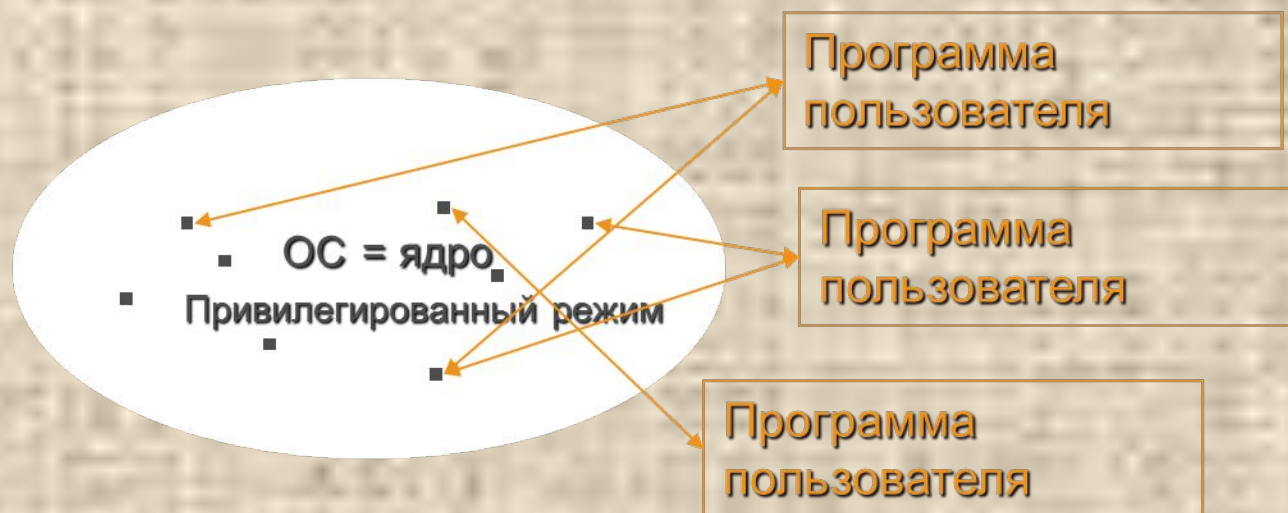 Программа
пользователя
ОС = ядро
Привилегированный режим
Программа
пользователя
Программа
пользователя